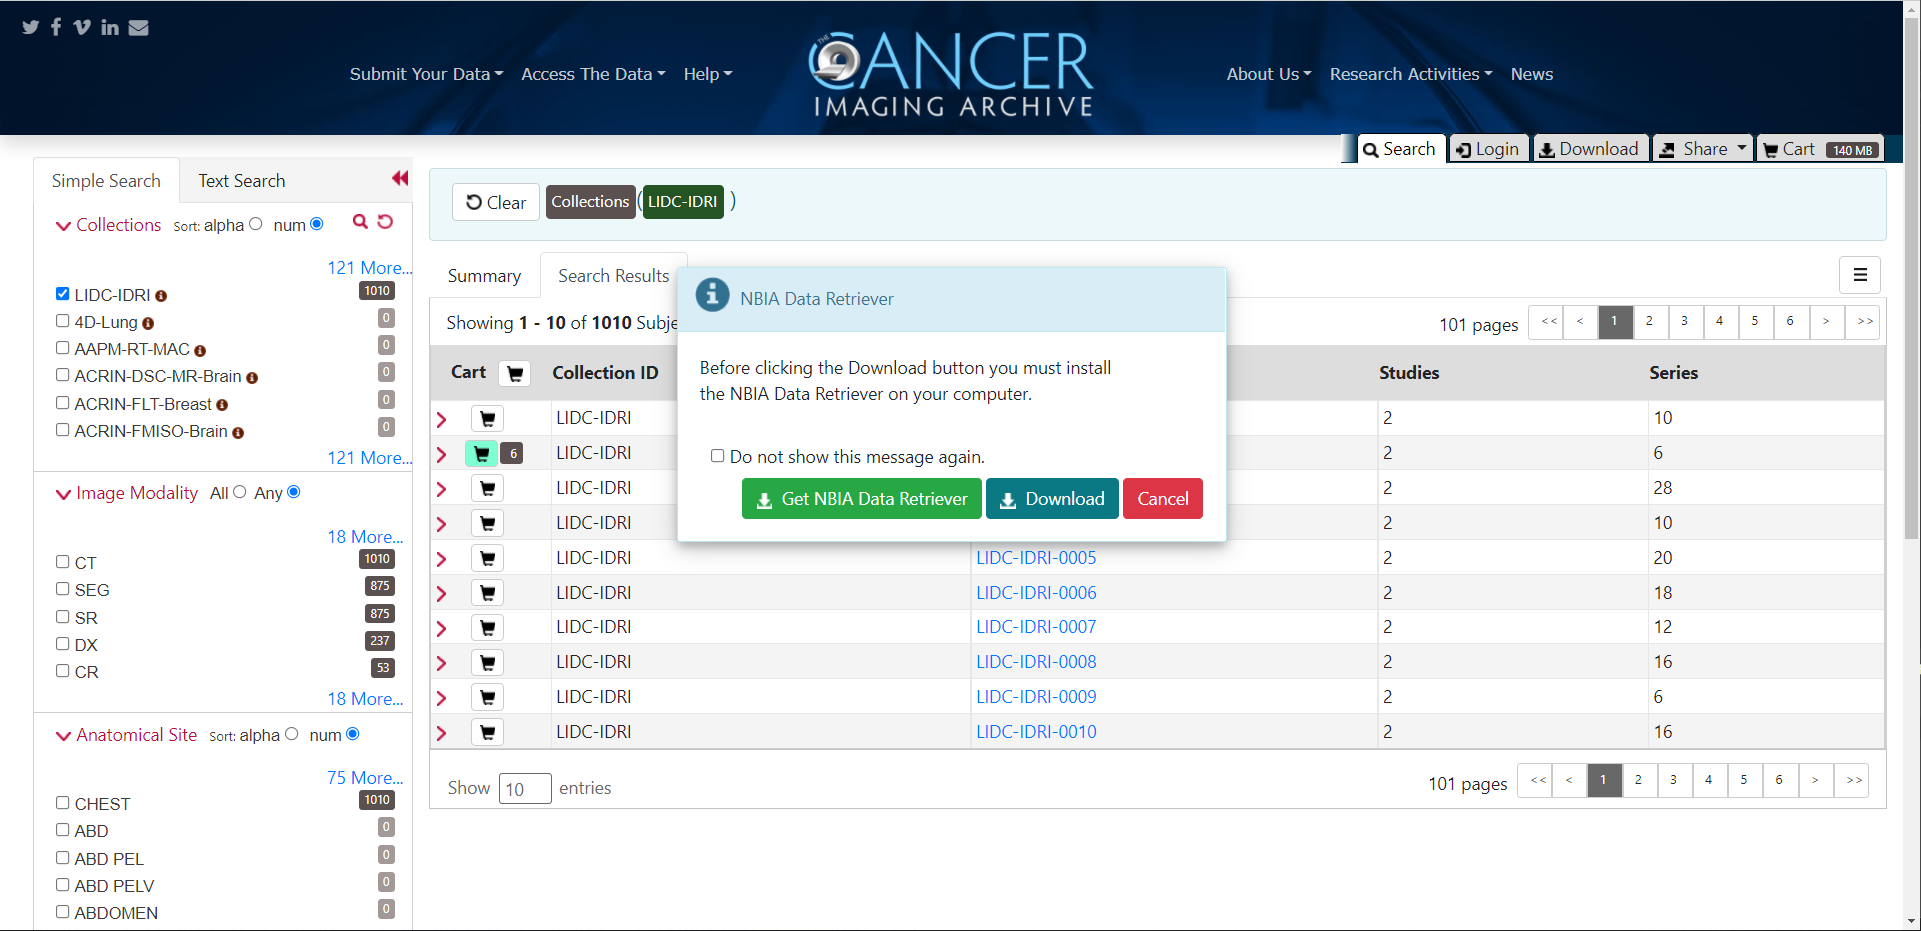 Submit Your Data Access The Data Help
THE CANCER
IMAGING ARCHIVE
About Us Research Activities News
Search Login Download Share Cart 140 MB
Simple Search Text Search
Collections Sort: alpha num
121 More...
LIDC-IDRI 1010
4D-Lung 0
AAPM-RT-MAC 0
ACRIN-DSC-MR-Brain 0
ACRIN-FLT-Breast 0
ACRIN-FMISO-Brain 0
121 More...
Image Modality All Any
18 More...
CT 1010
SEG 875
SR 875
DX 237
CR 53
18 More...
Anatomical Site Sort: alpha num
75 More...
CHEST 1010
ABD 0
ABD PEL 0
ABD PELV 0
ABDOMEN 0
Clear Collections ( LIDC-IDRI )
Summary Search Results
Showing 1 - 10 of 1010 Subje
101 pages << < 1 2 3 4 5 6 > >>
Cart Collection ID Studies Series
LIDC-IDRI 2 10
6 LIDC-IDRI 2 6
LIDC-IDRI 2 28
LIDC-IDRI 2 10
LIDC-IDRI LIDC-IDRI-0005 2 20
LIDC-IDRI LIDC-IDRI-0006 2 18
LIDC-IDRI LIDC-IDRI-0007 2 12
LIDC-IDRI LIDC-IDRI-0008 2 16
LIDC-IDRI LIDC-IDRI-0009 2 6
LIDC-IDRI LIDC-IDRI-0010 2 16
Show 10 entries
101 pages << < 1 2 3 4 5 6 > >>
NBIA Data Retriever
Before clicking the Download button you must install
the NBIA Data Retriever on your computer.
Do not show this message again.
Get NBIA Data Retriever Download Cancel